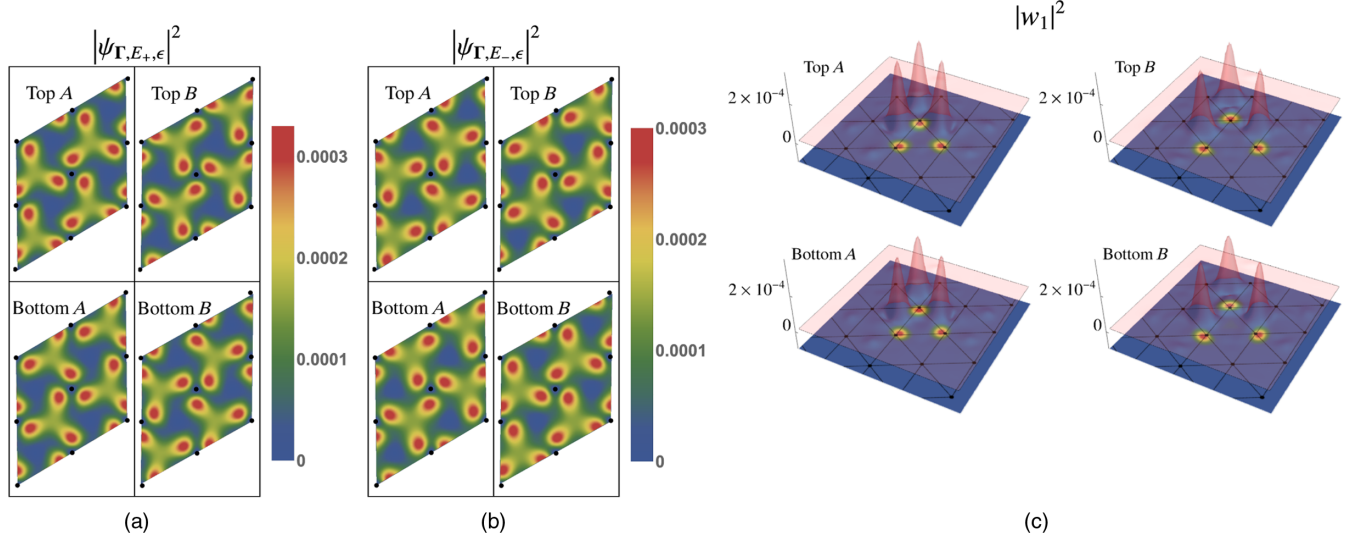 |ψ_{Γ,E₊,ϵ}|²
Top A
Top B
Bottom A
Bottom B
0.0003
0.0002
0.0001
0
(a)
|ψ_{Γ,E₋,ϵ}|²
Top A
Top B
Bottom A
Bottom B
0.0003
0.0002
0.0001
0
(b)
|w₁|²
Top A
2 × 10⁻⁴
0
Top B
2 × 10⁻⁴
0
Bottom A
2 × 10⁻⁴
0
Bottom B
2 × 10⁻⁴
0
(c)